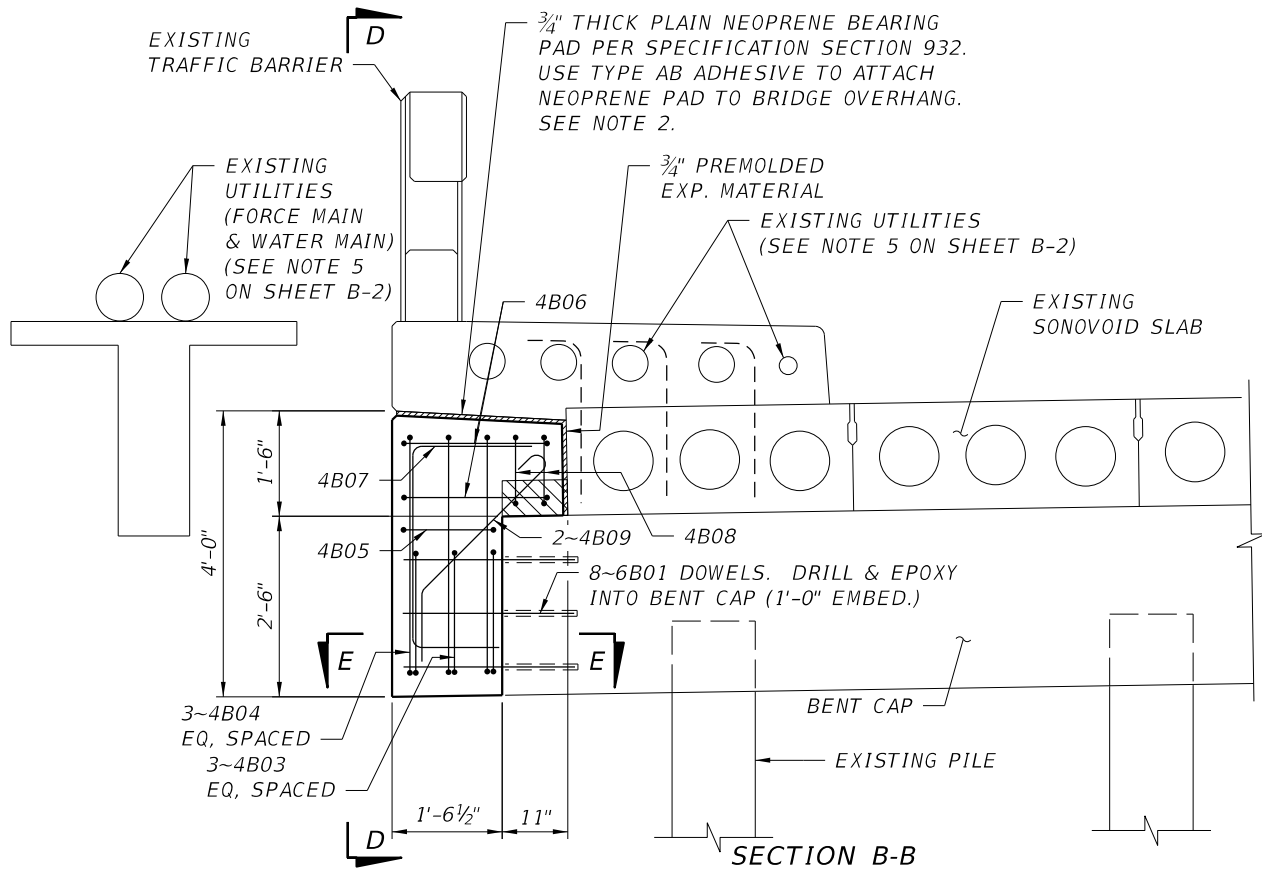 D
EXISTING
TRAFFIC BARRIER
¾" THICK PLAIN NEOPRENE BEARING
PAD PER SPECIFICATION SECTION 932.
USE TYPE AB ADHESIVE TO ATTACH
NEOPRENE PAD TO BRIDGE OVERHANG.
SEE NOTE 2.
EXISTING
UTILITIES
(FORCE MAIN
& WATER MAIN)
(SEE NOTE 5
ON SHEET B-2)
¾" PREMOLDED
EXP. MATERIAL
EXISTING UTILITIES
(SEE NOTE 5 ON SHEET B-2)
EXISTING
SONOVOID SLAB
4B06
1'-6"
4B07
4'-0"
4B05
2~4B09
4B08
8~6B01 DOWELS. DRILL & EPOXY
INTO BENT CAP (1'-0" EMBED.)
2'-6"
E
E
3~4B04
EQ, SPACED
3~4B03
EQ, SPACED
BENT CAP
EXISTING PILE
1'-6½"
11"
D
SECTION B-B